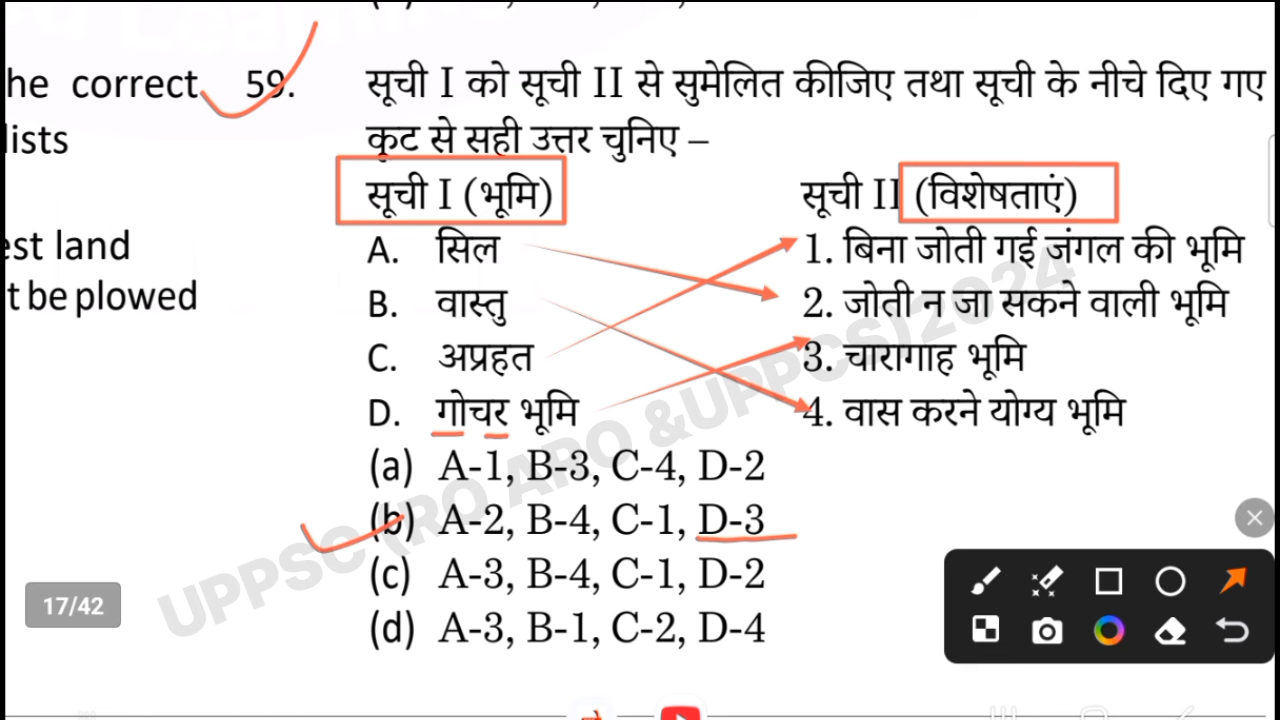 he correct 59. सूची I को सूची II से सुमेलित कीजिए तथा सूची के नीचे दिए गए
lists कूट से सही उत्तर चुनिए –
सूची I (भूमि) सूची II (विशेषताएं)
est land A. सिल 1. बिना जोती गई जंगल की भूमि
t be plowed B. वास्तु 2. जोती न जा सकने वाली भूमि
C. अप्रहत 3. चारागाह भूमि
D. गोचर भूमि 4. वास करने योग्य भूमि
(a) A-1, B-3, C-4, D-2
(b) A-2, B-4, C-1, D-3
(c) A-3, B-4, C-1, D-2
(d) A-3, B-1, C-2, D-4
17/42
UPPSC (RO ARO &UPPCS)2024